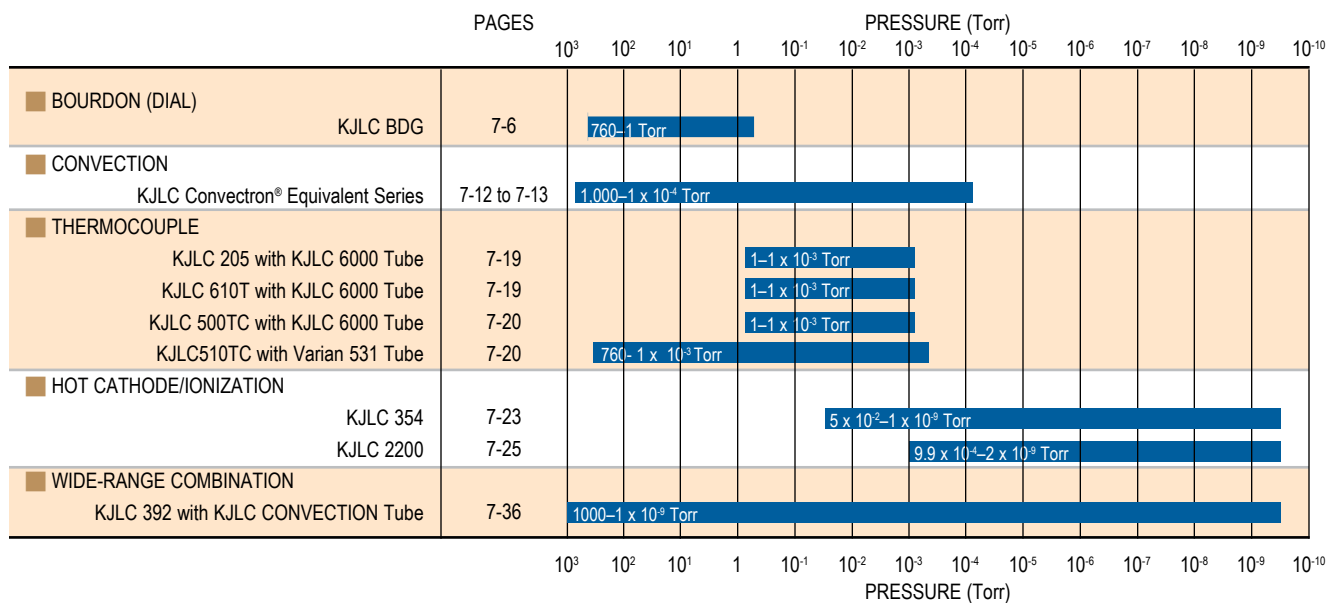 PAGES PRESSURE (Torr)
10³ 10² 10¹ 1 10⁻¹ 10⁻² 10⁻³ 10⁻⁴ 10⁻⁵ 10⁻⁶ 10⁻⁷ 10⁻⁸ 10⁻⁹ 10⁻¹⁰
BOURDON (DIAL)
KJLC BDG 7-6 760–1 Torr
CONVECTION
KJLC Convectron® Equivalent Series 7-12 to 7-13 1,000–1 x 10⁻⁴ Torr
THERMOCOUPLE
KJLC 205 with KJLC 6000 Tube 7-19 1–1 x 10⁻³ Torr
KJLC 610T with KJLC 6000 Tube 7-19 1–1 x 10⁻³ Torr
KJLC 500TC with KJLC 6000 Tube 7-20 1–1 x 10⁻³ Torr
KJLC510TC with Varian 531 Tube 7-20 760- 1 x 10⁻³ Torr
HOT CATHODE/IONIZATION
KJLC 354 7-23 5 x 10⁻²–1 x 10⁻⁹ Torr
KJLC 2200 7-25 9.9 x 10⁻⁴–2 x 10⁻⁹ Torr
WIDE-RANGE COMBINATION
KJLC 392 with KJLC CONVECTION Tube 7-36 1000–1 x 10⁻⁹ Torr
10³ 10² 10¹ 1 10⁻¹ 10⁻² 10⁻³ 10⁻⁴ 10⁻⁵ 10⁻⁶ 10⁻⁷ 10⁻⁸ 10⁻⁹ 10⁻¹⁰
PRESSURE (Torr)